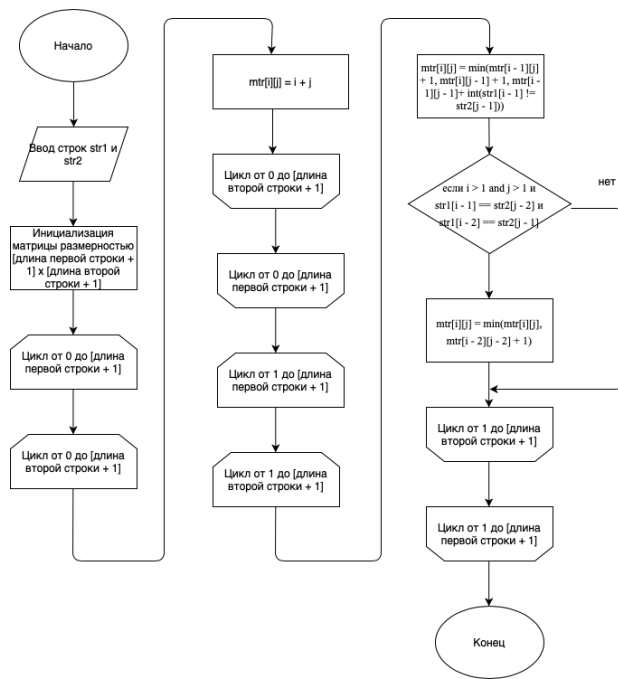 Начало
Ввод строк str1 и
str2
Инициализация
матрицы размерностью
[длина первой строки +
1] x [длина второй
строки + 1]
Цикл от 0 до [длина
первой строки + 1]
Цикл от 0 до [длина
второй строки + 1]
mtr[i][j] = i + j
Цикл от 0 до [длина
второй строки + 1]
Цикл от 0 до [длина
первой строки + 1]
Цикл от 1 до [длина
первой строки + 1]
Цикл от 1 до [длина
второй строки + 1]
mtr[i][j] = min(mtr[i - 1][j]
+ 1, mtr[i][j - 1] + 1, mtr[i
- 1][j - 1]+ int(str1[i - 1] !=
str2[j - 1]))
если i > 1 and j > 1 и
str1[i - 1] == str2[j - 2] и
str1[i - 2] == str2[j - 1]
нет
mtr[i][j] = min(mtr[i][j],
mtr[i - 2][j - 2] + 1)
Цикл от 1 до [длина
второй строки + 1]
Цикл от 1 до [длина
первой строки + 1]
Конец